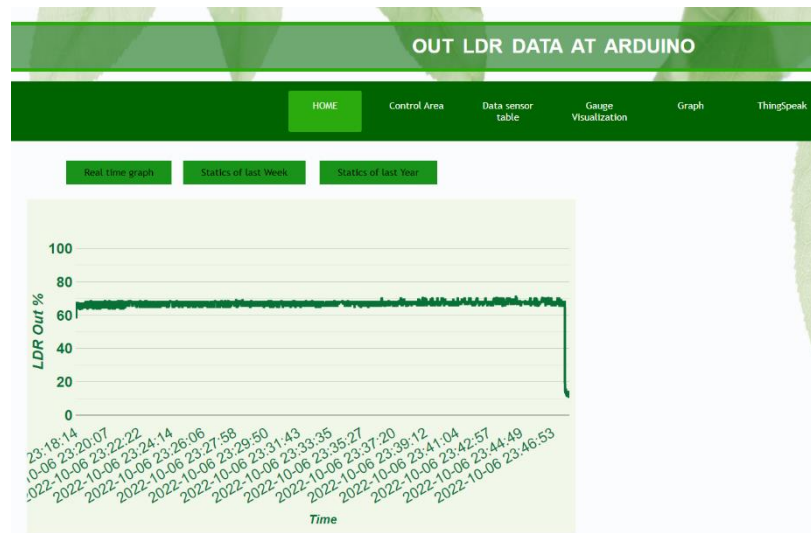 OUT LDR DATA AT ARDUINO
HOME
Control Area
Data sensor
table
Gauge
Visualization
Graph
ThingSpeak
Real time graph
Statics of last Week
Statics of last Year
100
80
60
40
20
0
LDR Out %
23:18:14
0-06 23:20:07
2022-10-06 23:22:22
2022-10-06 23:24:14
2022-10-06 23:26:06
2022-10-06 23:27:58
2022-10-06 23:29:50
2022-10-06 23:31:43
2022-10-06 23:33:35
2022-10-06 23:35:27
2022-10-06 23:37:20
2022-10-06 23:39:12
2022-10-06 23:41:04
2022-10-06 23:42:57
2022-10-06 23:44:49
2022-10-06 23:46:53
Time